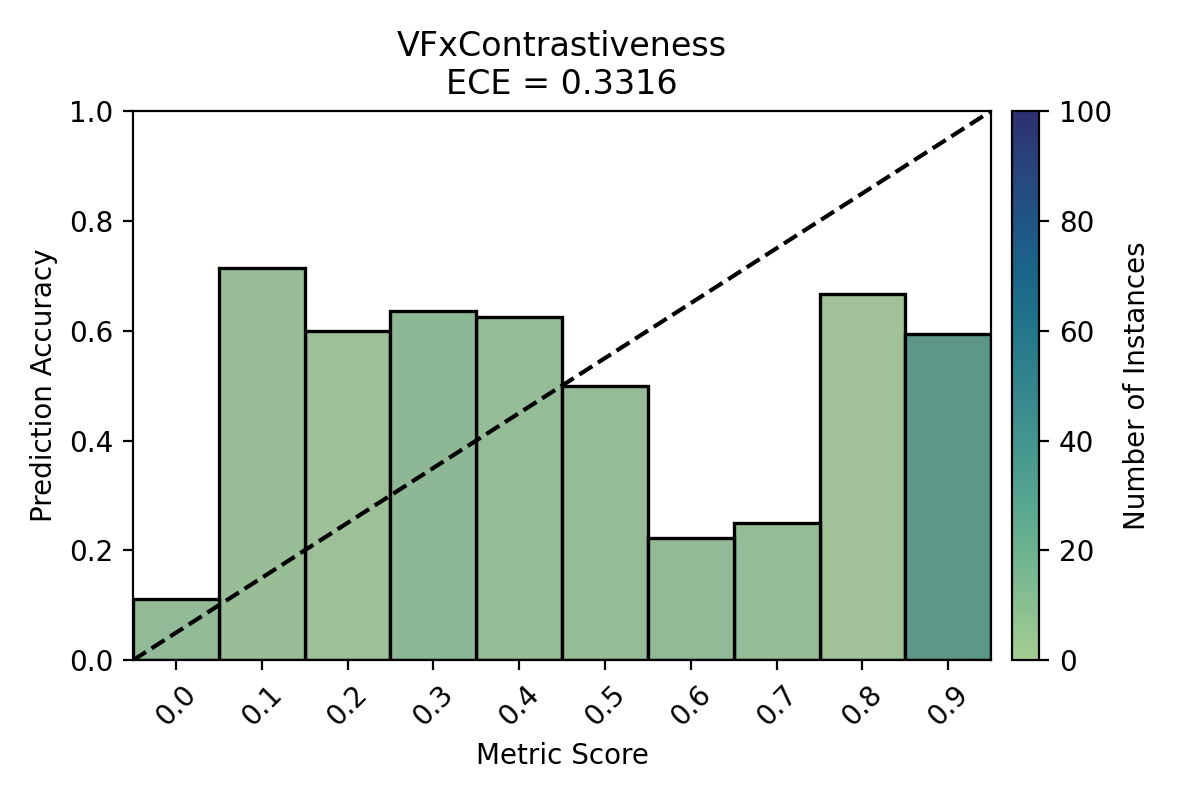 VFxContrastiveness
ECE = 0.3316
1.0
0.8
0.6
0.4
0.2
0.0
Prediction Accuracy
0.0 0.1 0.2 0.3 0.4 0.5 0.6 0.7 0.8 0.9
Metric Score
100
80
60
40
20
0
Number of Instances